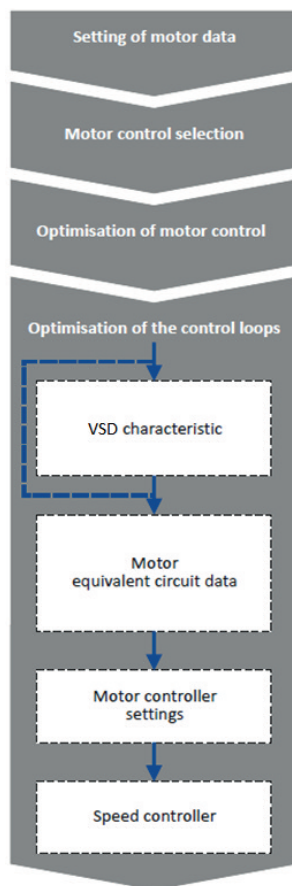 Setting of motor data
Motor control selection
Optimisation of motor control
Optimisation of the control loops
VSD characteristic
Motor
equivalent circuit data
Motor controller
settings
Speed controller